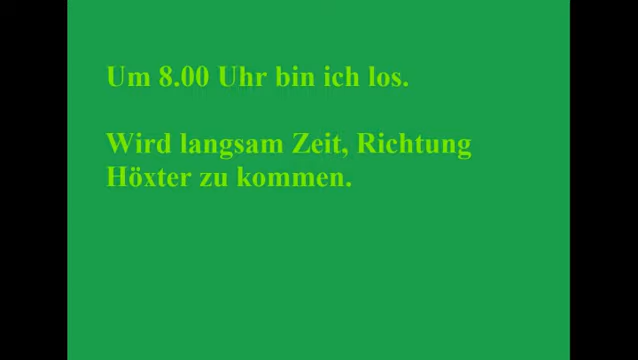 Um 8.00 Uhr bin ich los.
Wird langsam Zeit, Richtung
Höxter zu kommen.